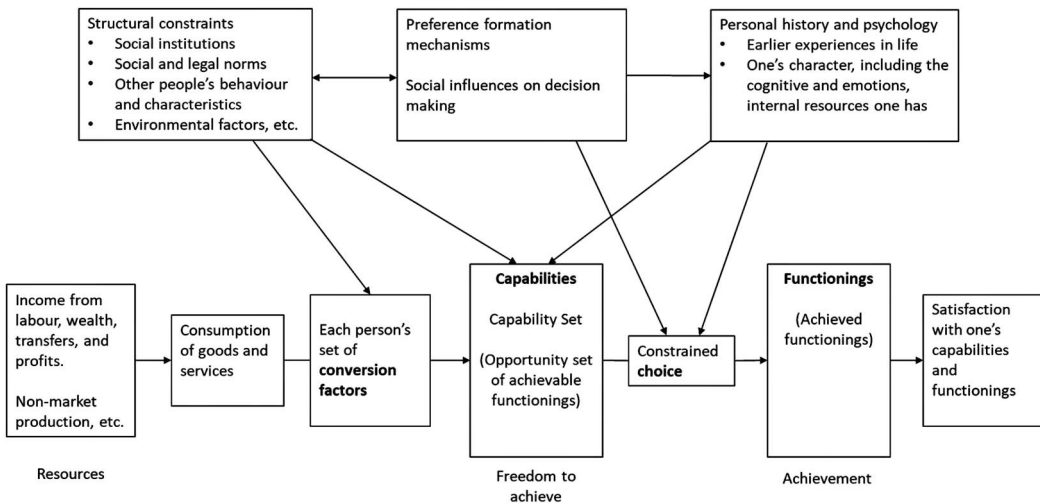 Structural constraints
• Social institutions
• Social and legal norms
• Other people's behaviour
and characteristics
• Environmental factors, etc.
Preference formation
mechanisms
Social influences on decision
making
Personal history and psychology
• Earlier experiences in life
• One's character, including the
cognitive and emotions,
internal resources one has
Income from
labour, wealth,
transfers, and
profits.
Non-market
production, etc.
Consumption
of goods and
services
Each person's
set of
conversion
factors
Capabilities
Capability Set
(Opportunity set
of achievable
functionings)
Constrained
choice
Functionings
(Achieved
functionings)
Satisfaction
with one's
capabilities
and
functionings
Resources
Freedom to
achieve
Achievement